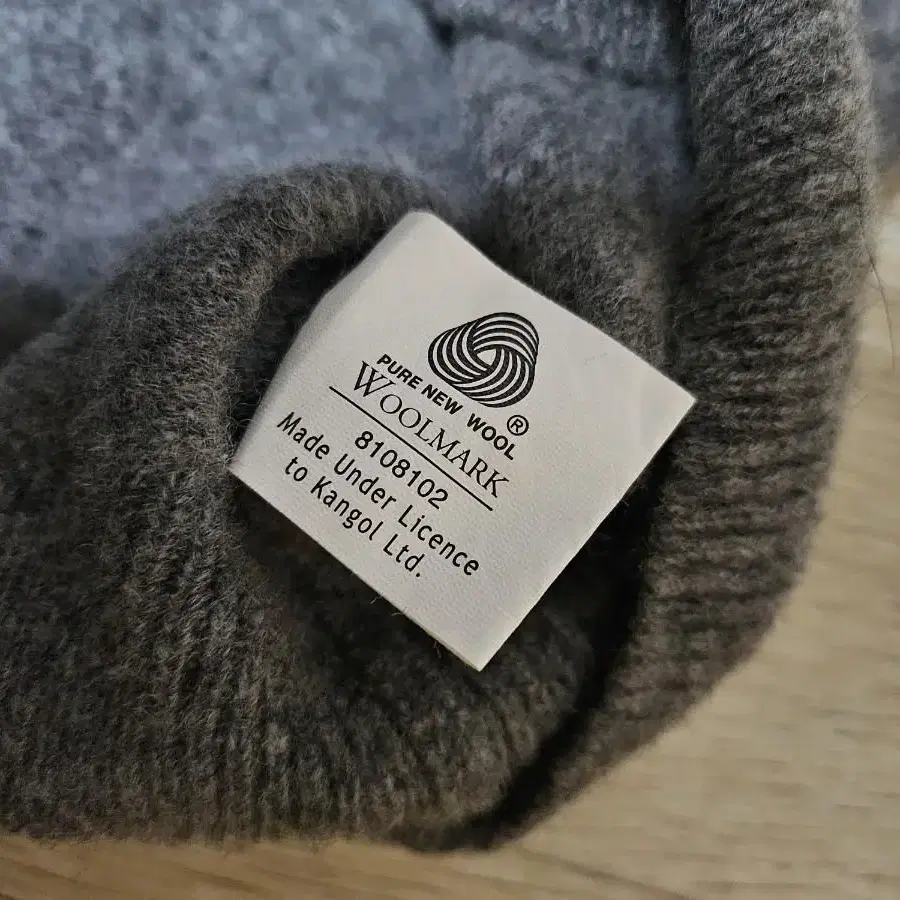 PURE NEW WOOL ®
WOOLMARK
8108102
Made Under Licence
to Kangol Ltd.